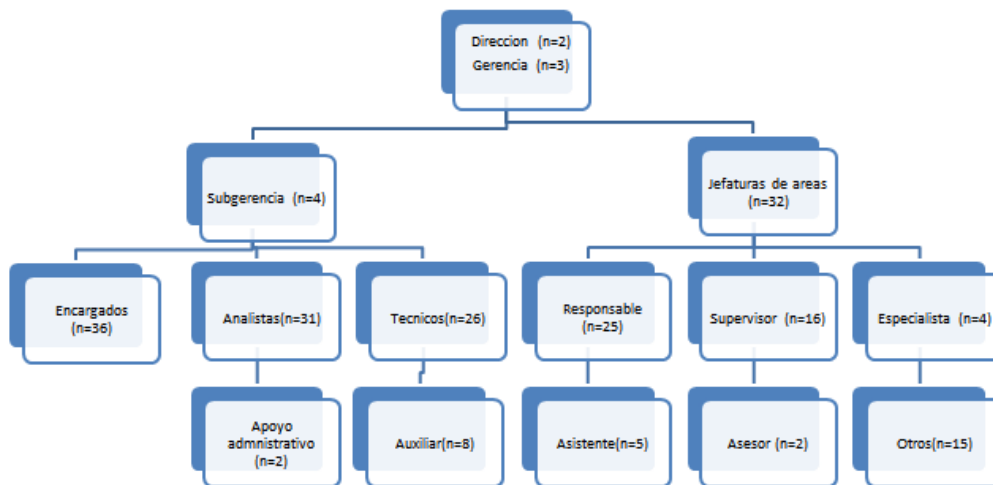 Direccion (n=2)
Gerencia (n=3)
Subgerencia (n=4)
Jefaturas de areas
(n=32)
Encargados
(n=36)
Analistas(n=31)
Tecnicos(n=26)
Responsable
(n=25)
Supervisor (n=16)
Especialista (n=4)
Apoyo
admnistrativo
(n=2)
Auxiliar(n=8)
Asistente(n=5)
Asesor (n=2)
Otros(n=15)